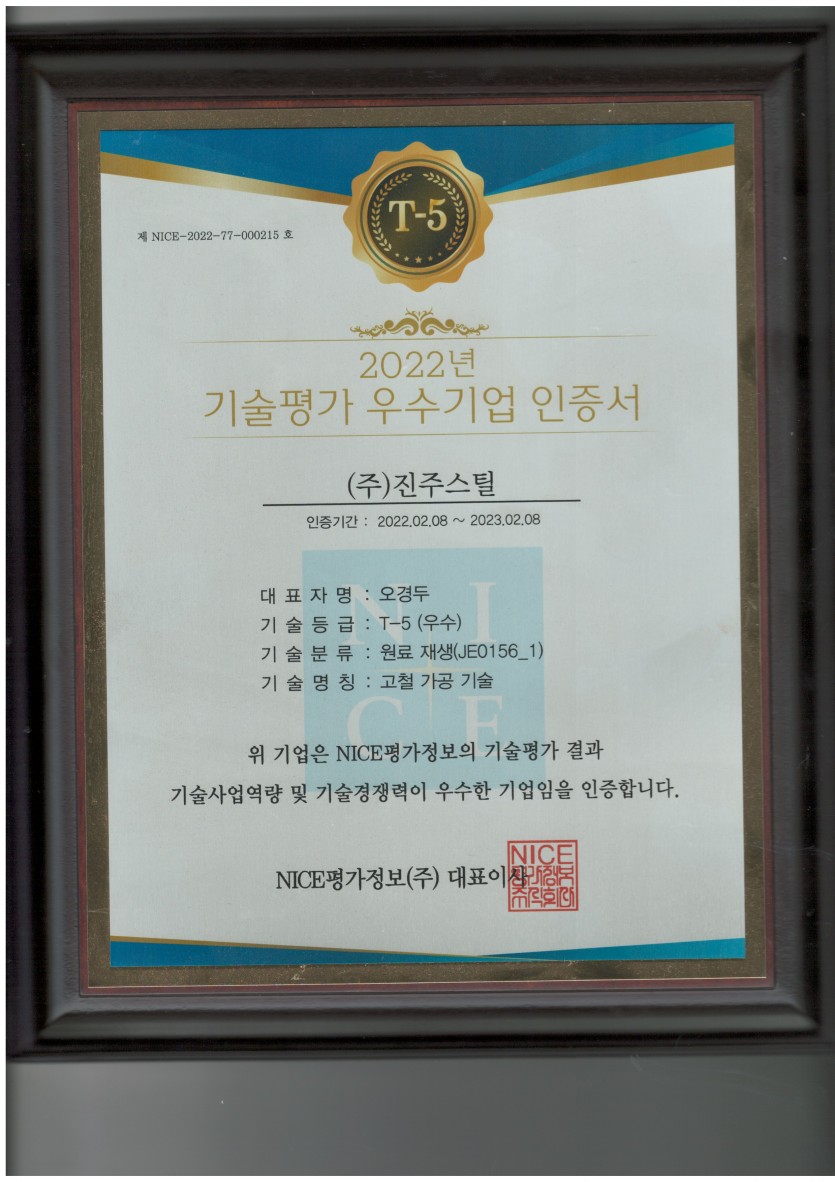 T-5
제 NICE-2022-77-000215 호
2022년
기술평가 우수기업 인증서
(주)진주스틸
인증기간 : 2022.02.08 ~ 2023.02.08
N I
C E
대 표 자 명 : 오경두
기 술 등 급 : T-5 (우수)
기 술 분 류 : 원료 재생(JE0156_1)
기 술 명 칭 : 고철 가공 기술
위 기업은 NICE평가정보의 기술평가 결과
기술사업역량 및 기술경쟁력이 우수한 기업임을 인증합니다.
NICE평가정보(주) 대표이사
NICE